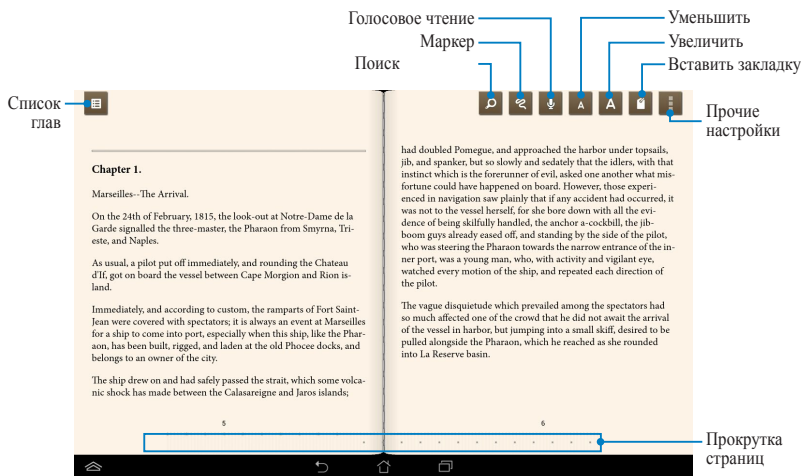 Голосовое чтение
Маркер
Поиск
Уменьшить
Увеличить
Вставить закладку
Список
глав
Прочие
настройки
A
A
Chapter 1.
Marseilles--The Arrival.
On the 24th of February, 1815, the look-out at Notre-Dame de la
Garde signalled the three-master, the Pharaon from Smyrna, Tri-
este, and Naples.
As usual, a pilot put off immediately, and rounding the Chateau
d'If, got on board the vessel between Cape Morgion and Rion is-
land.
Immediately, and according to custom, the ramparts of Fort Saint-
Jean were covered with spectators; it is always an event at Marseilles
for a ship to come into port, especially when this ship, like the Phar-
aon, has been built, rigged, and laden at the old Phocee docks, and
belongs to an owner of the city.
The ship drew on and had safely passed the strait, which some volca-
nic shock has made between the Calasareigne and Jaros islands;
5
had doubled Pomegue, and approached the harbor under topsails,
jib, and spanker, but so slowly and sedately that the idlers, with that
instinct which is the forerunner of evil, asked one another what mis-
fortune could have happened on board. However, those experi-
enced in navigation saw plainly that if any accident had occurred, it
was not to the vessel herself, for she bore down with all the evi-
dence of being skilfully handled, the anchor a-cockbill, the jib-
boom guys already eased off, and standing by the side of the pilot,
who was steering the Pharaon towards the narrow entrance of the in-
ner port, was a young man, who, with activity and vigilant eye,
watched every motion of the ship, and repeated each direction of
the pilot.
The vague disquietude which prevailed among the spectators had
so much affected one of the crowd that he did not await the arrival
of the vessel in harbor, but jumping into a small skiff, desired to be
pulled alongside the Pharaon, which he reached as she rounded
into La Reserve basin.
6
Прокрутка
страниц